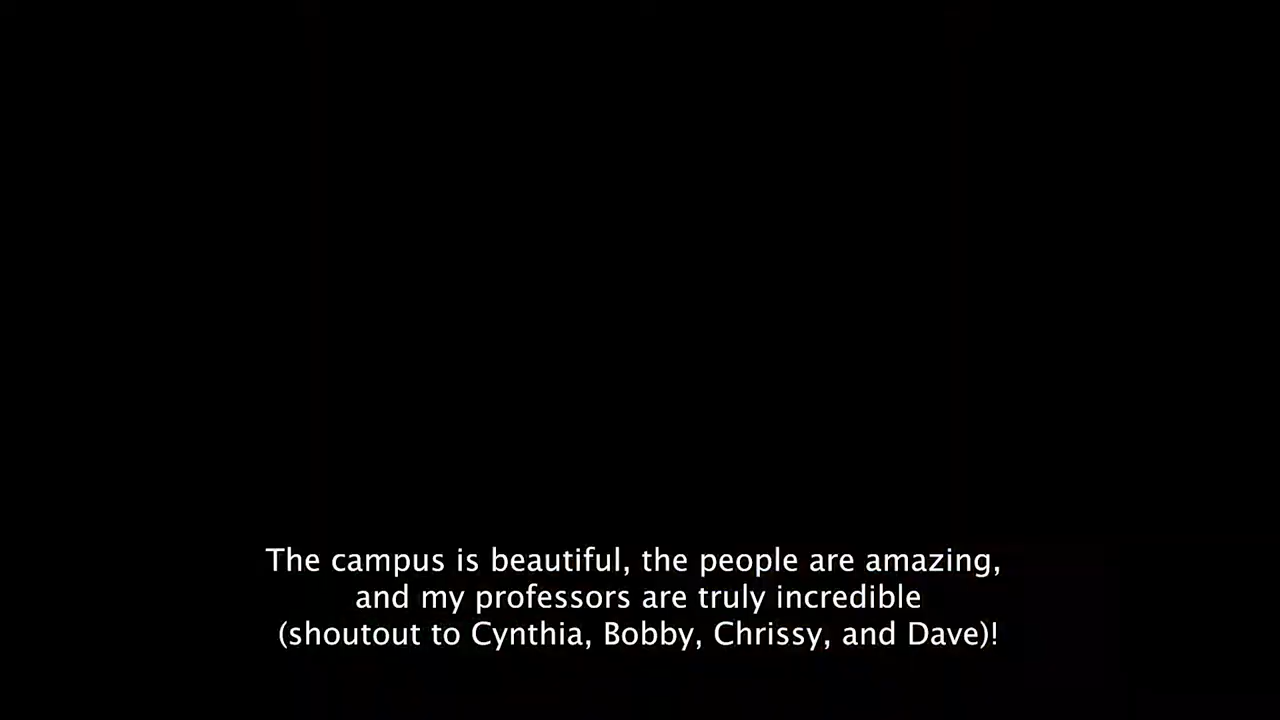 The campus is beautiful, the people are amazing,
and my professors are truly incredible
(shoutout to Cynthia, Bobby, Chrissy, and Dave)!